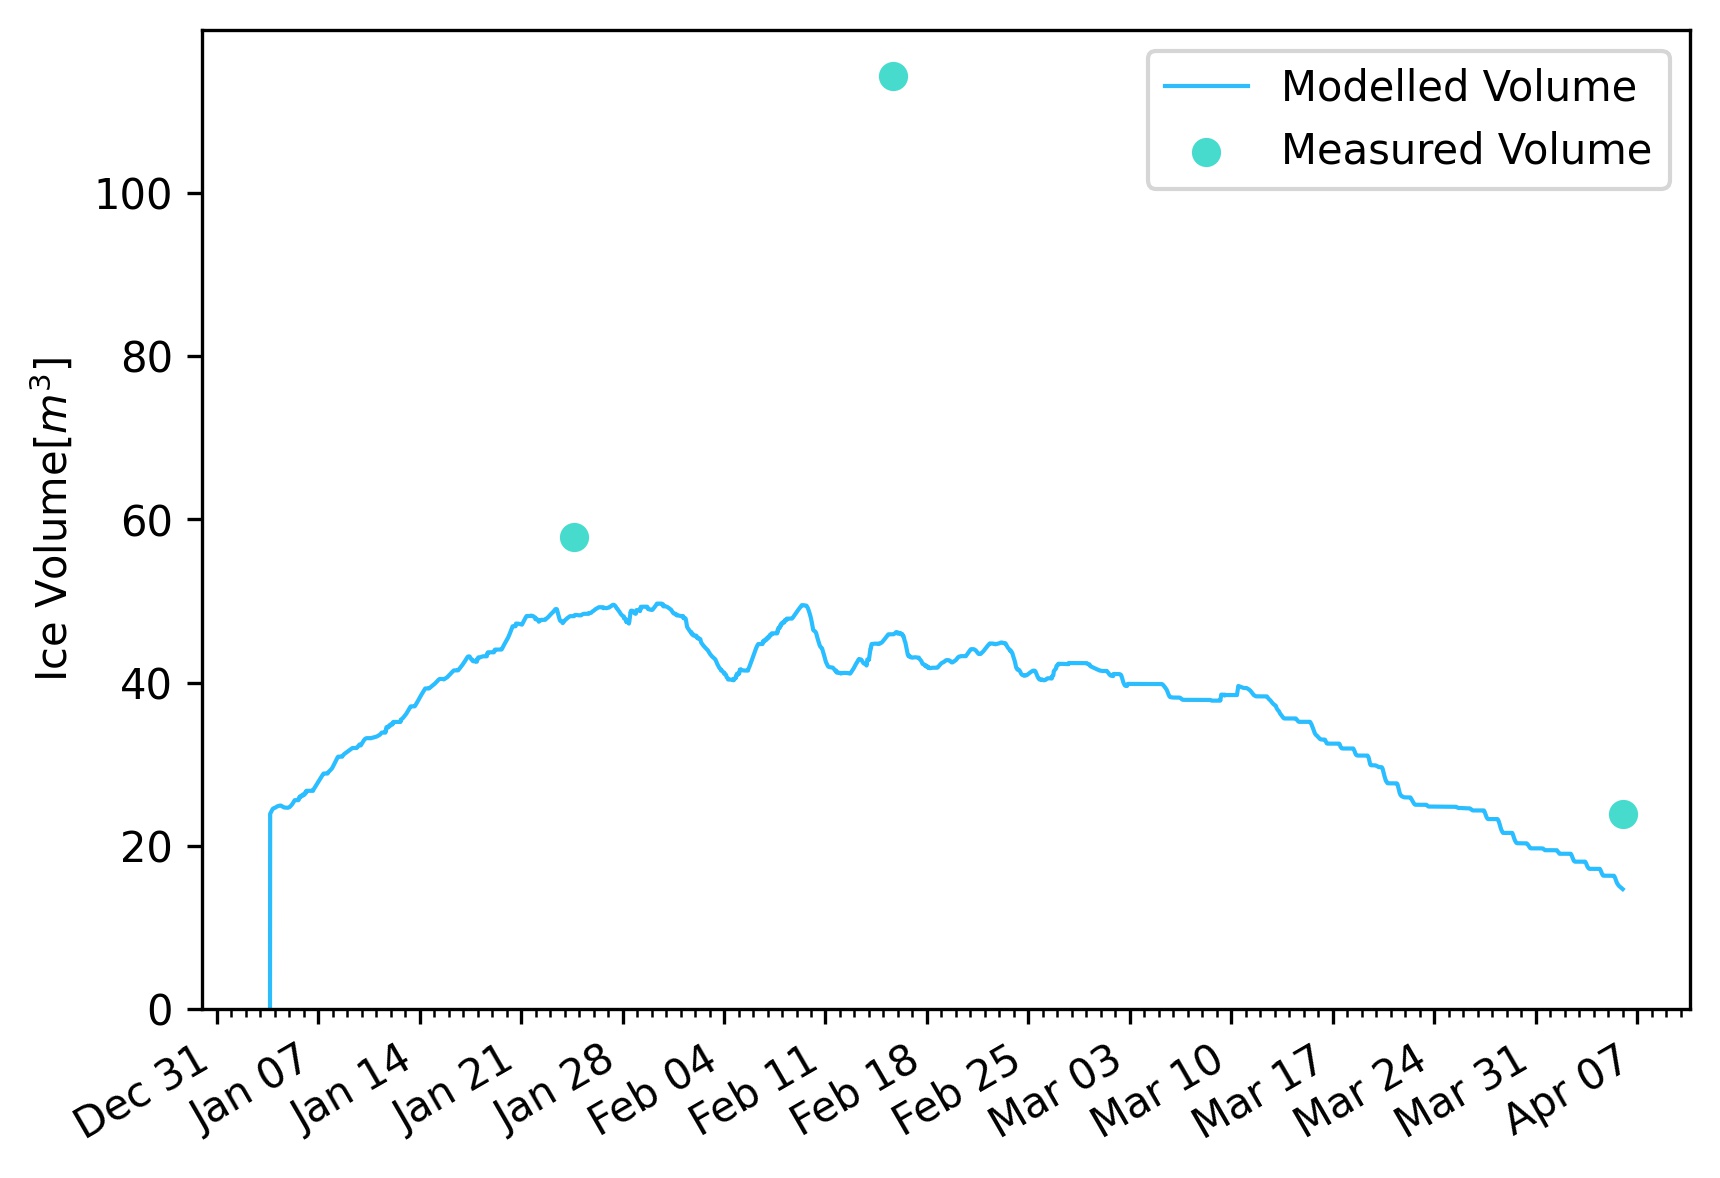 Modelled Volume
Measured Volume
Ice Volume[$m^3$]
100
80
60
40
20
0
Dec 31
Jan 07
Jan 14
Jan 21
Jan 28
Feb 04
Feb 11
Feb 18
Feb 25
Mar 03
Mar 10
Mar 17
Mar 24
Mar 31
Apr 07